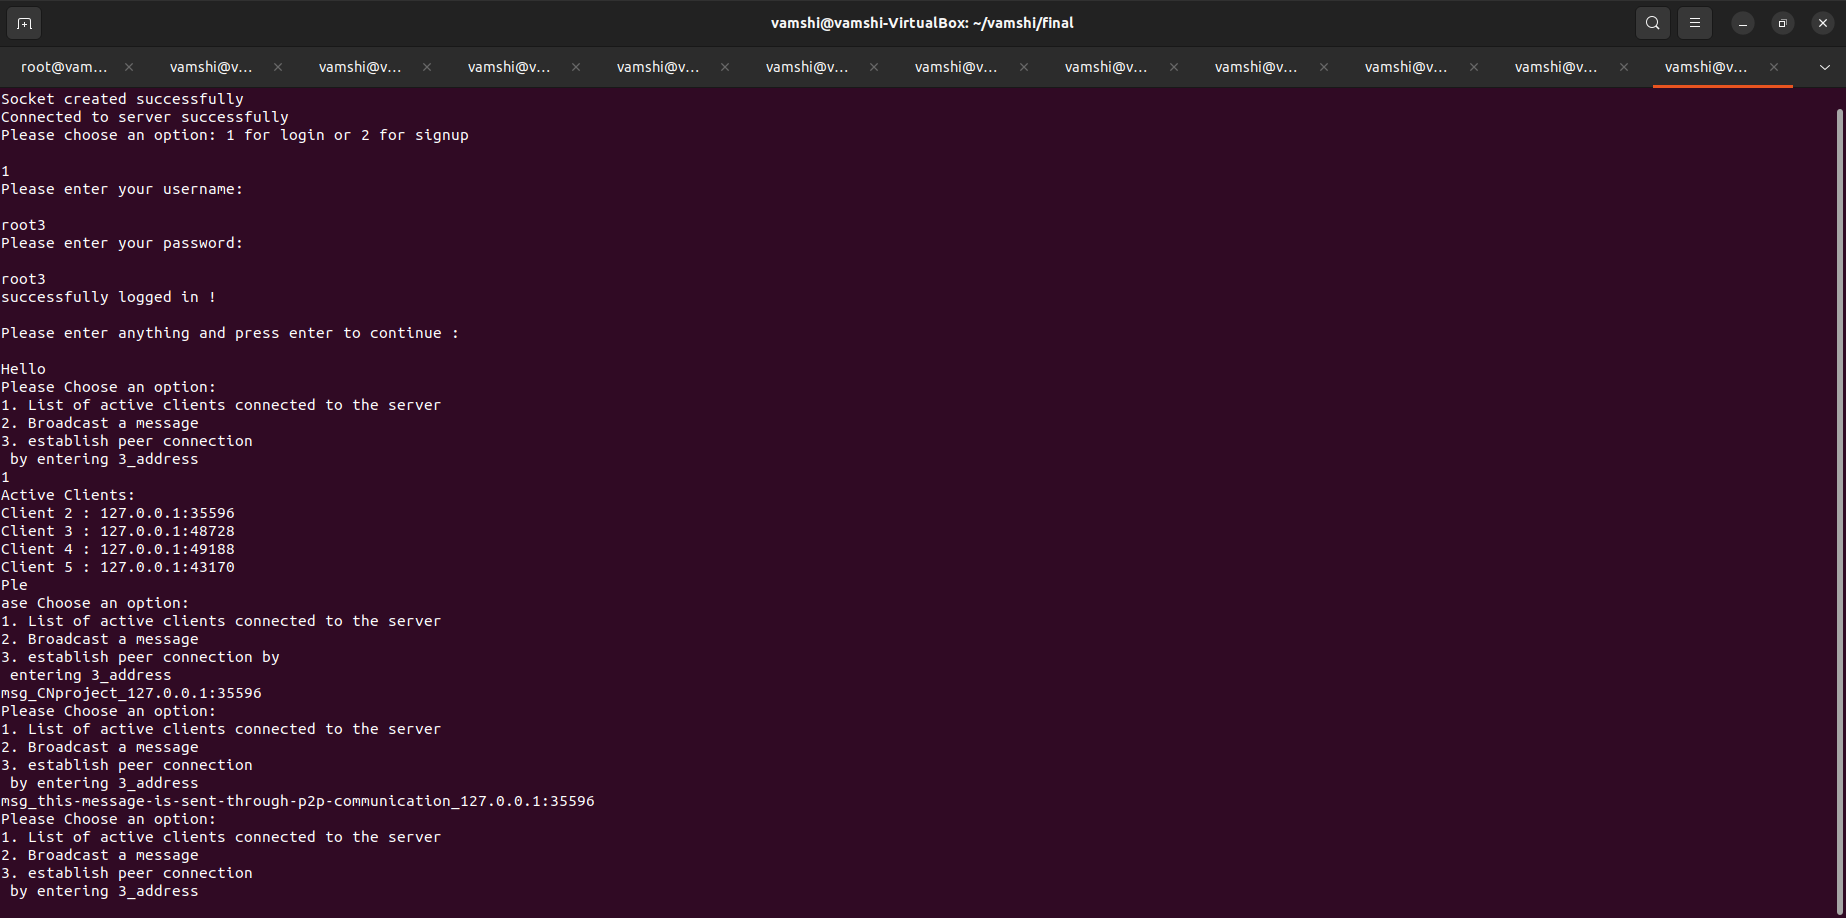 vamshi@vamshi-VirtualBox: ~/vamshi/final
root@vam... vamshi@v... vamshi@v... vamshi@v... vamshi@v... vamshi@v... vamshi@v... vamshi@v... vamshi@v... vamshi@v... vamshi@v... vamshi@v...
Socket created successfully
Connected to server successfully
Please choose an option: 1 for login or 2 for signup
1
Please enter your username:
root3
Please enter your password:
root3
successfully logged in !
Please enter anything and press enter to continue :
Hello
Please Choose an option:
1. List of active clients connected to the server
2. Broadcast a message
3. establish peer connection
 by entering 3_address
1
Active Clients:
Client 2 : 127.0.0.1:35596
Client 3 : 127.0.0.1:48728
Client 4 : 127.0.0.1:49188
Client 5 : 127.0.0.1:43170
Ple
ase Choose an option:
1. List of active clients connected to the server
2. Broadcast a message
3. establish peer connection by
 entering 3_address
msg_CNproject_127.0.0.1:35596
Please Choose an option:
1. List of active clients connected to the server
2. Broadcast a message
3. establish peer connection
 by entering 3_address
msg_this-message-is-sent-through-p2p-communication_127.0.0.1:35596
Please Choose an option:
1. List of active clients connected to the server
2. Broadcast a message
3. establish peer connection
 by entering 3_address